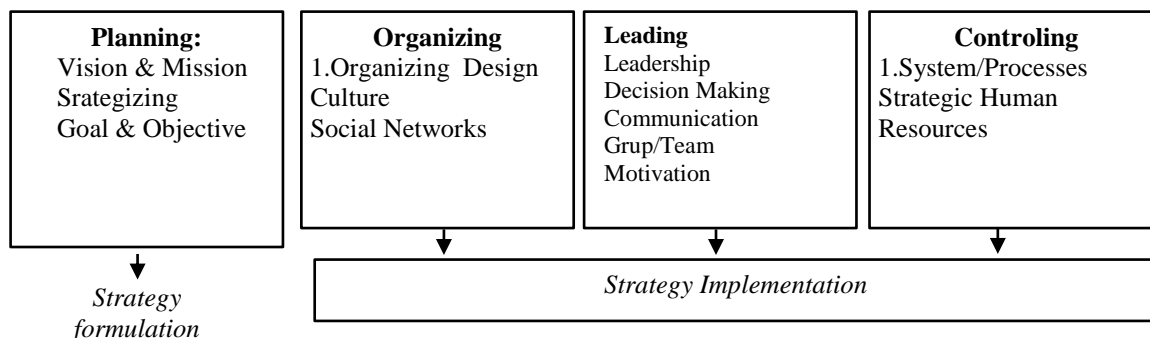 Planning:
Vision & Mission
Srategizing
Goal & Objective
Organizing
1.Organizing Design
Culture
Social Networks
Leading
Leadership
Decision Making
Communication
Grup/Team
Motivation
Controling
1.System/Processes
Strategic Human
Resources
Strategy
formulation
Strategy Implementation